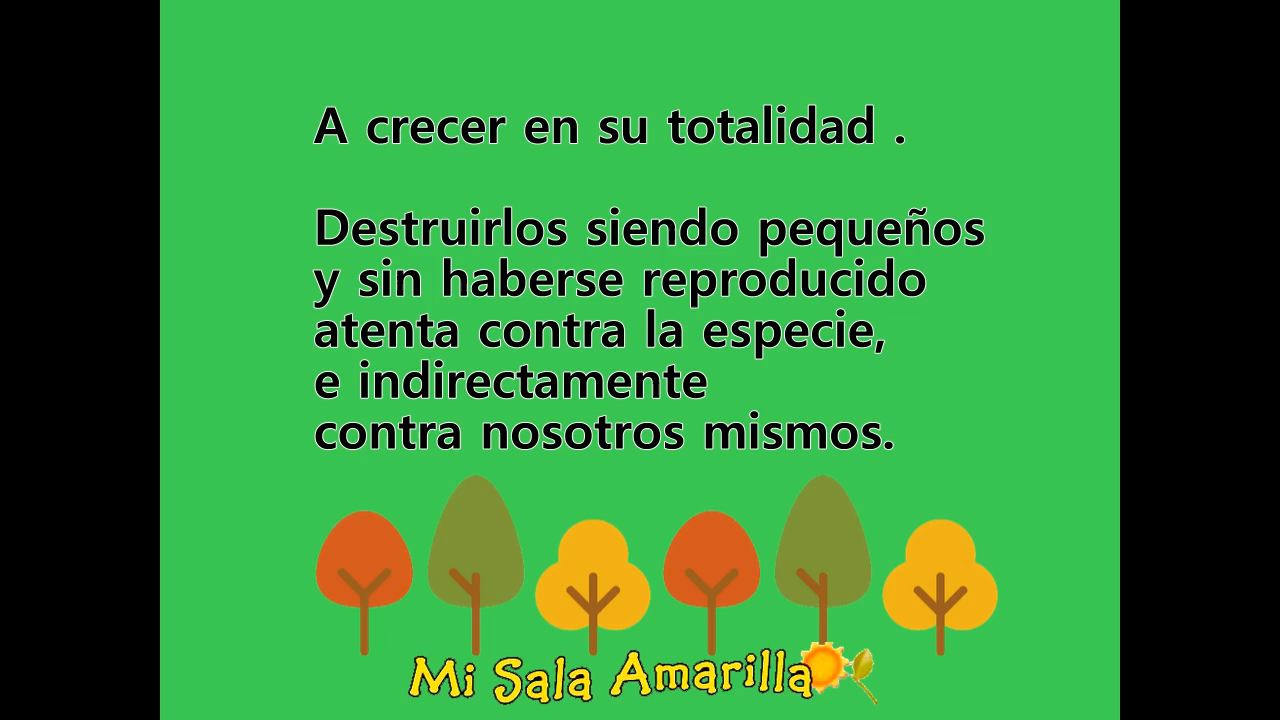 A crecer en su totalidad .
Destruirlos siendo pequeños
y sin haberse reproducido
atenta contra la especie,
e indirectamente
contra nosotros mismos.
Mi Sala Amarilla